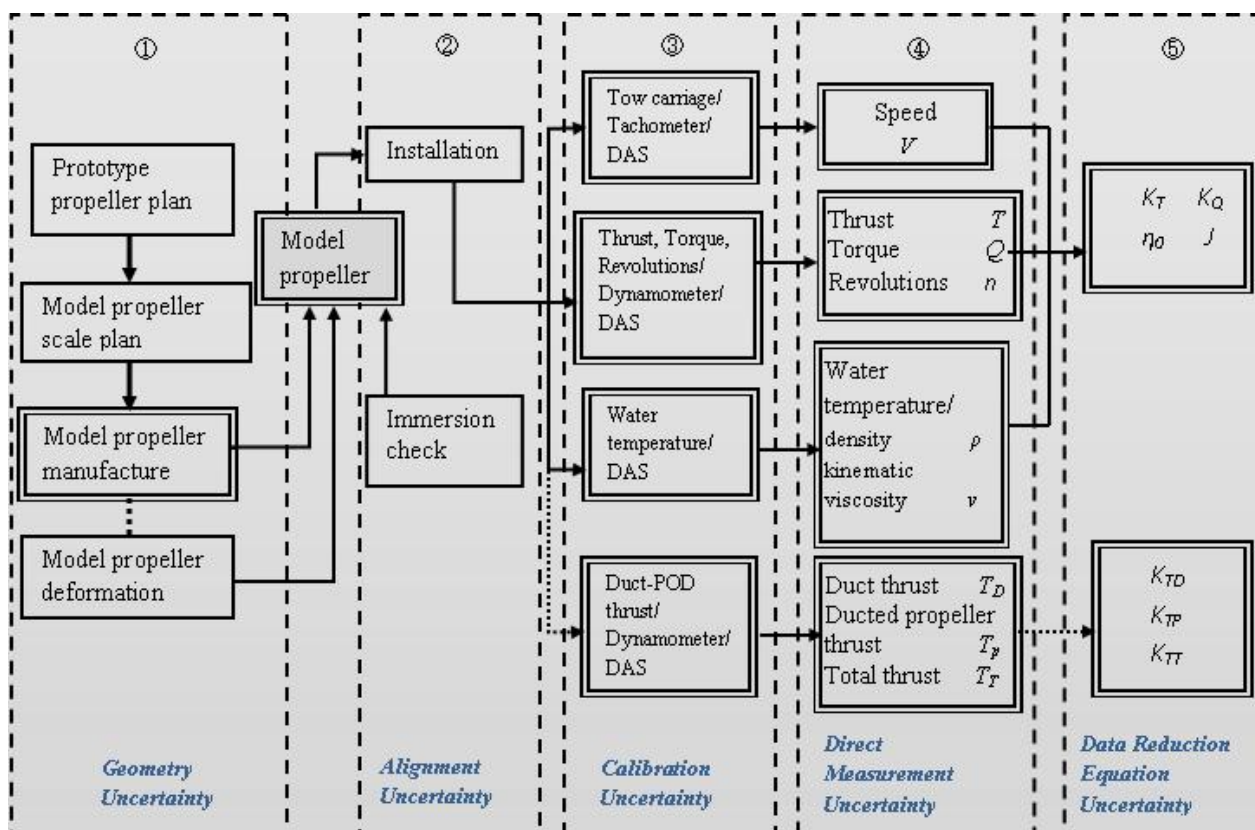 ①
Prototype
propeller plan
Model propeller
scale plan
Model propeller
manufacture
Model propeller
deformation
Geometry
Uncertainty
Model
propeller
②
Installation
Immersion
check
Alignment
Uncertainty
③
Tow carriage/
Tachometer/
DAS
Thrust, Torque,
Revolutions/
Dynamometer/
DAS
Water
temperature/
DAS
Duct-POD
thrust/
Dynamometer/
DAS
Calibration
Uncertainty
④
Speed
V
Thrust T
Torque Q
Revolutions n
Water
temperature/
density ρ
kinematic
viscosity ν
Duct thrust T_D
Ducted propeller
thrust T_p
Total thrust T_T
Direct
Measurement
Uncertainty
⑤
K_T K_Q
η_O J
K_TD
K_TP
K_TT
Data Reduction
Equation
Uncertainty